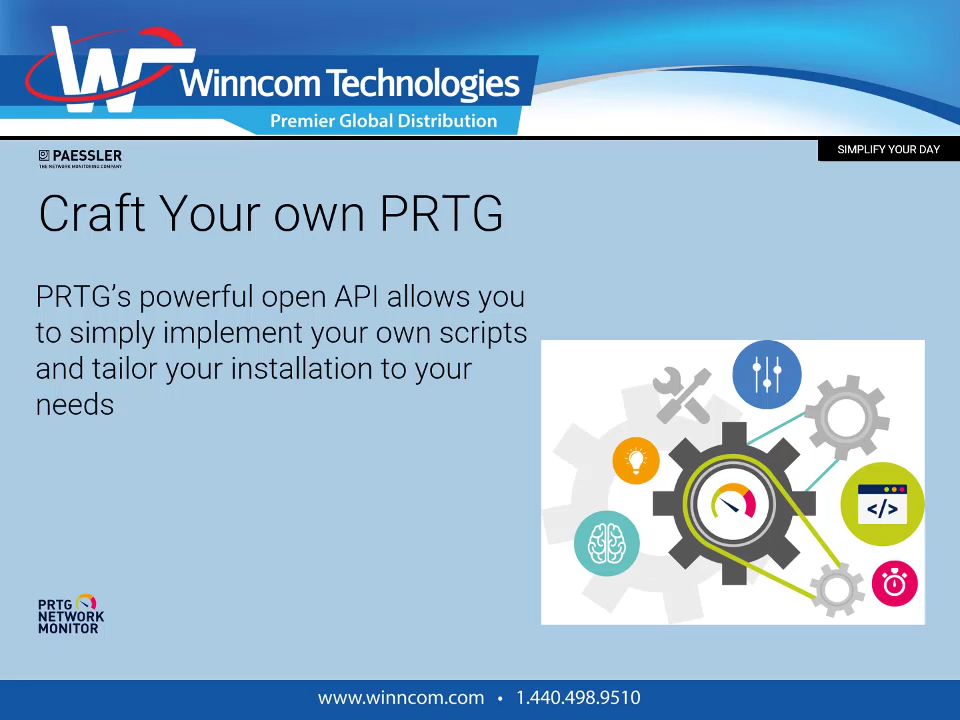 Winncom Technologies
Premier Global Distribution
PAESSLER
THE NETWORK MONITORING COMPANY
SIMPLIFY YOUR DAY
Craft Your own PRTG
PRTG’s powerful open API allows you
to simply implement your own scripts
and tailor your installation to your
needs
</>
PRTG
NETWORK
MONITOR
www.winncom.com • 1.440.498.9510